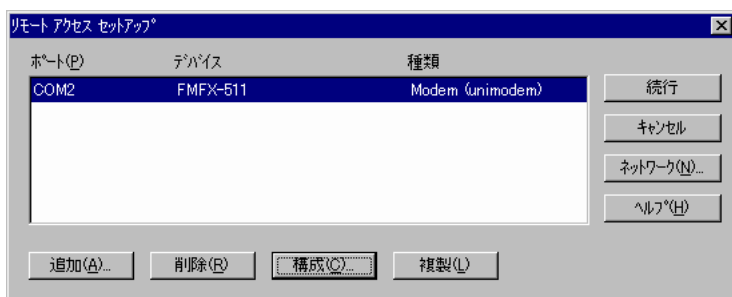 リモート アクセス セットアップ
ポート(P) デバイス 種類
COM2 FMFX-511 Modem (unimodem)
続行
キャンセル
ネットワーク(N)...
ヘルプ(H)
追加(A)... 削除(R) 構成(C)... 複製(L)